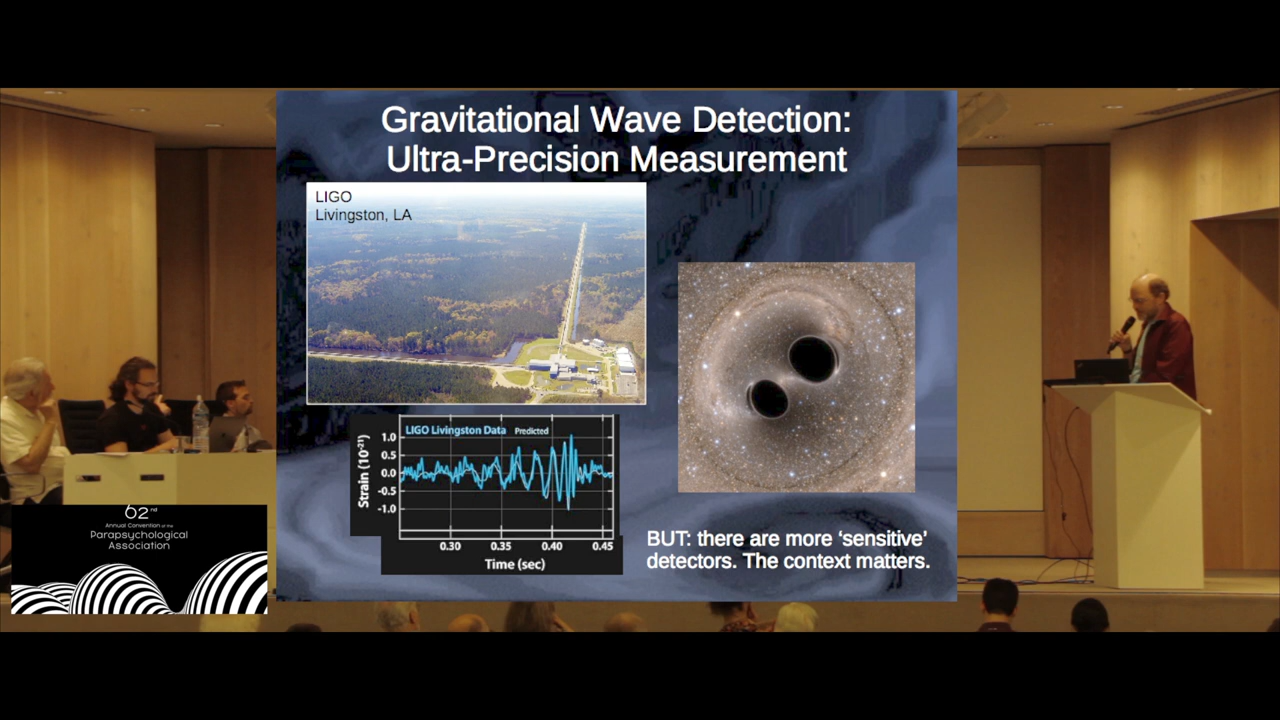 Gravitational Wave Detection:
Ultra-Precision Measurement
LIGO
Livingston, LA
LIGO Livingston Data Predicted
Strain (10-21)
1.0
0.5
0.0
-0.5
-1.0
0.30 0.35 0.40 0.45
Time (sec)
BUT: there are more ‘sensitive’
detectors. The context matters.
62nd
Annual Convention of the
Parapsychological
Association